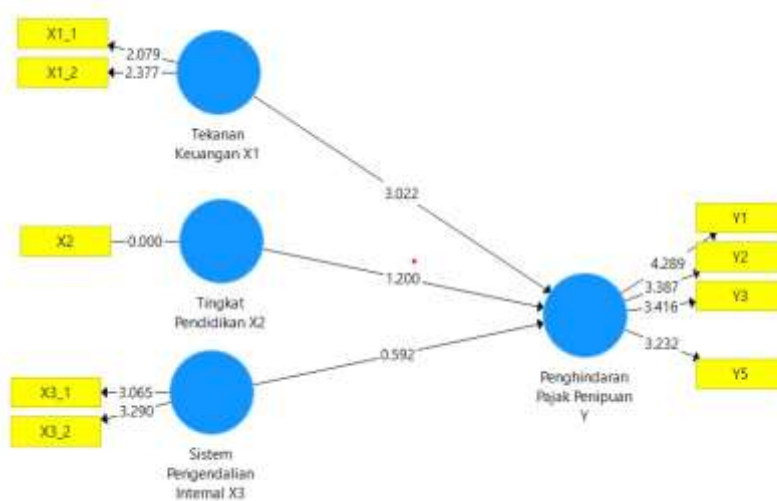 X1_1
2.079
X1_2
2.377
Tekanan
Keuangan X1
3.022
X2
0.000
Tingkat
Pendidikan X2
1.200
X3_1
3.065
3.290
X3_2
Sistem
Pengendalian
Internal X3
0.592
Penghindaran
Pajak Penipuan
Y
Y1
4.289
Y2
3.387
Y3
3.416
3.232
Y5